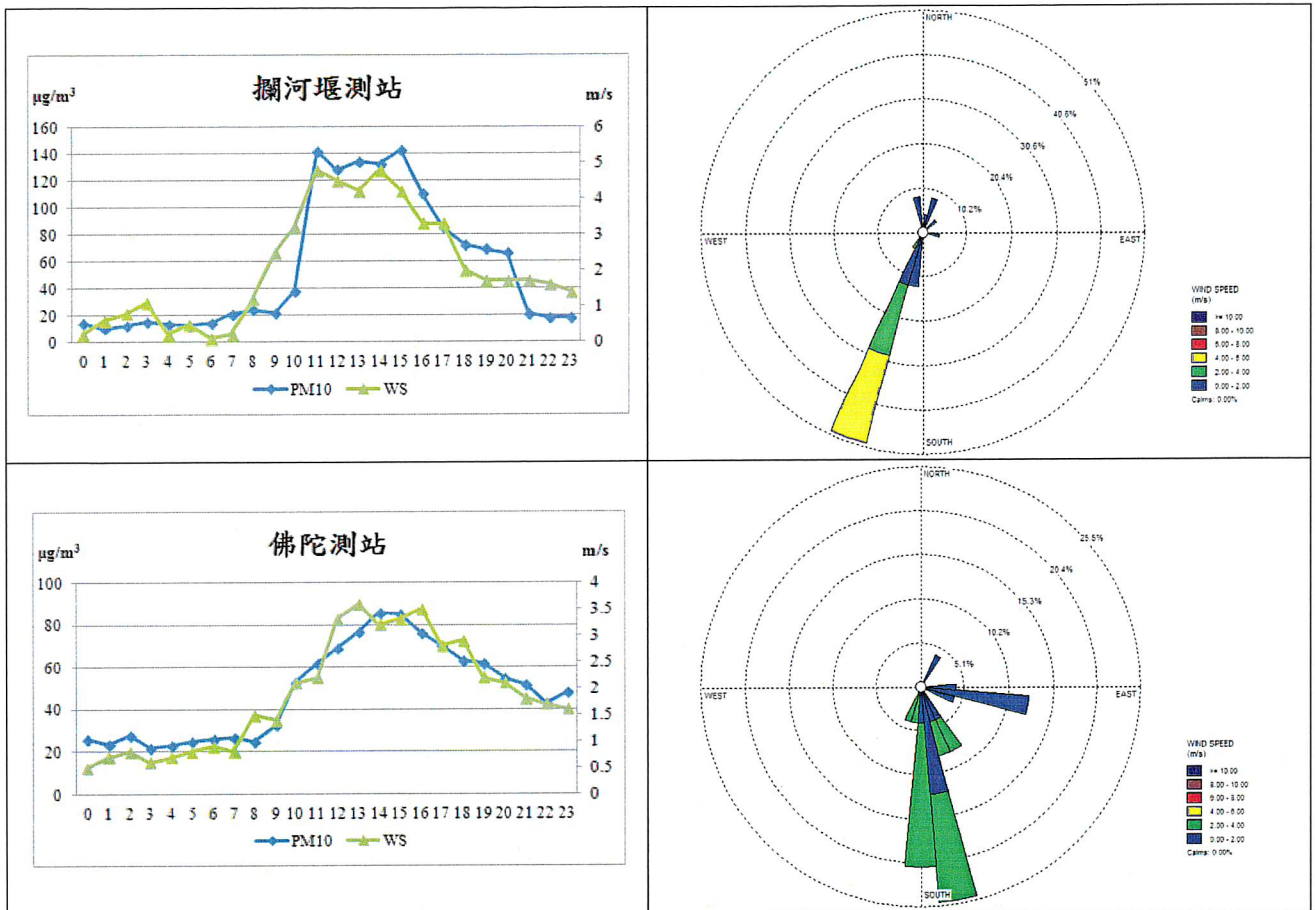 攔河堰測站
μg/m³
m/s
160
140
120
100
80
60
40
20
0
6
5
4
3
2
1
0
0 1 2 3 4 5 6 7 8 9 10 11 12 13 14 15 16 17 18 19 20 21 22 23
PM10 WS
NORTH
51%
40.8%
30.6%
20.4%
10.2%
WEST
EAST
SOUTH
WIND SPEED
(m/s)
>= 10.00
8.00 - 10.00
6.00 - 8.00
4.00 - 6.00
2.00 - 4.00
0.00 - 2.00
Calms: 0.00%
佛陀測站
μg/m³
m/s
100
80
60
40
20
0
4
3.5
3
2.5
2
1.5
1
0.5
0
0 1 2 3 4 5 6 7 8 9 10 11 12 13 14 15 16 17 18 19 20 21 22 23
PM10 WS
NORTH
25.5%
20.4%
15.3%
10.2%
5.1%
WEST
EAST
SOUTH
WIND SPEED
(m/s)
>= 10.00
8.00 - 10.00
6.00 - 8.00
4.00 - 6.00
2.00 - 4.00
0.00 - 2.00
Calms: 0.00%